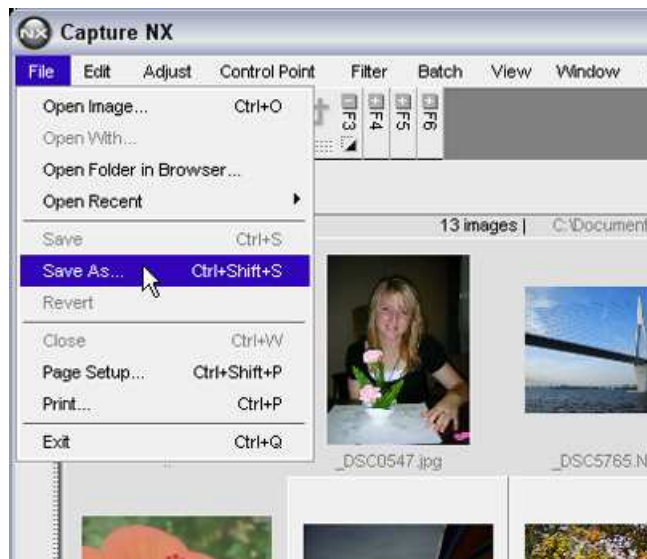 NX Capture NX
File Edit Adjust Control Point Filter Batch View Window
Open Image... Ctrl+O
F3 F4 F5 F6
Open With...
Open Folder in Browser...
Open Recent
13 images | C:\Document
Save Ctrl+S
Save As... Ctrl+Shift+S
Revert
Close Ctrl+W
Page Setup... Ctrl+Shift+P
Print... Ctrl+P
Exit Ctrl+Q
_DSC0547.jpg _DSC5765.N